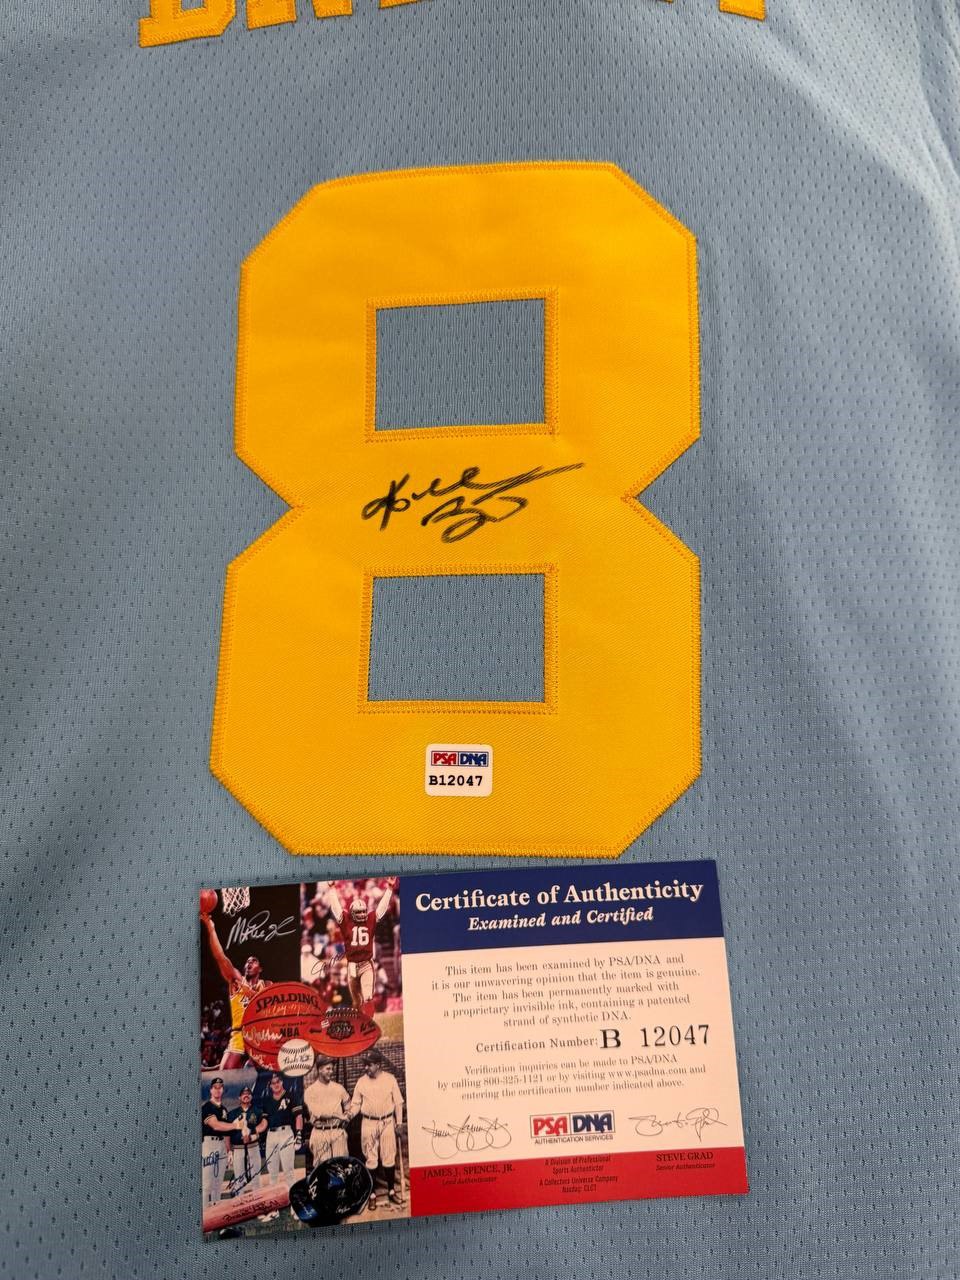 8
Kobe Bryant
PSA DNA
B12047
Certificate of Authenticity
Examined and Certified
This item has been examined by PSA/DNA and
it is our unwavering opinion that the item is genuine.
The item has been permanently marked with
a proprietary invisible ink, containing a patented
strand of synthetic DNA.
Certification Number: B 12047
Verification inquiries can be made to PSA/DNA
by calling 800-325-1121 or by visiting www.psadna.com and
entering the certification number indicated above.
PSA DNA
AUTHENTICATION SERVICES
JAMES J. SPENCE, JR.
Lead Authenticator
A Division of Professional
Sports Authenticator
A Collectors Universe Company
Nasdaq: CLCT
STEVE GRAD
Senior Authenticator
16
SPALDING
NBA